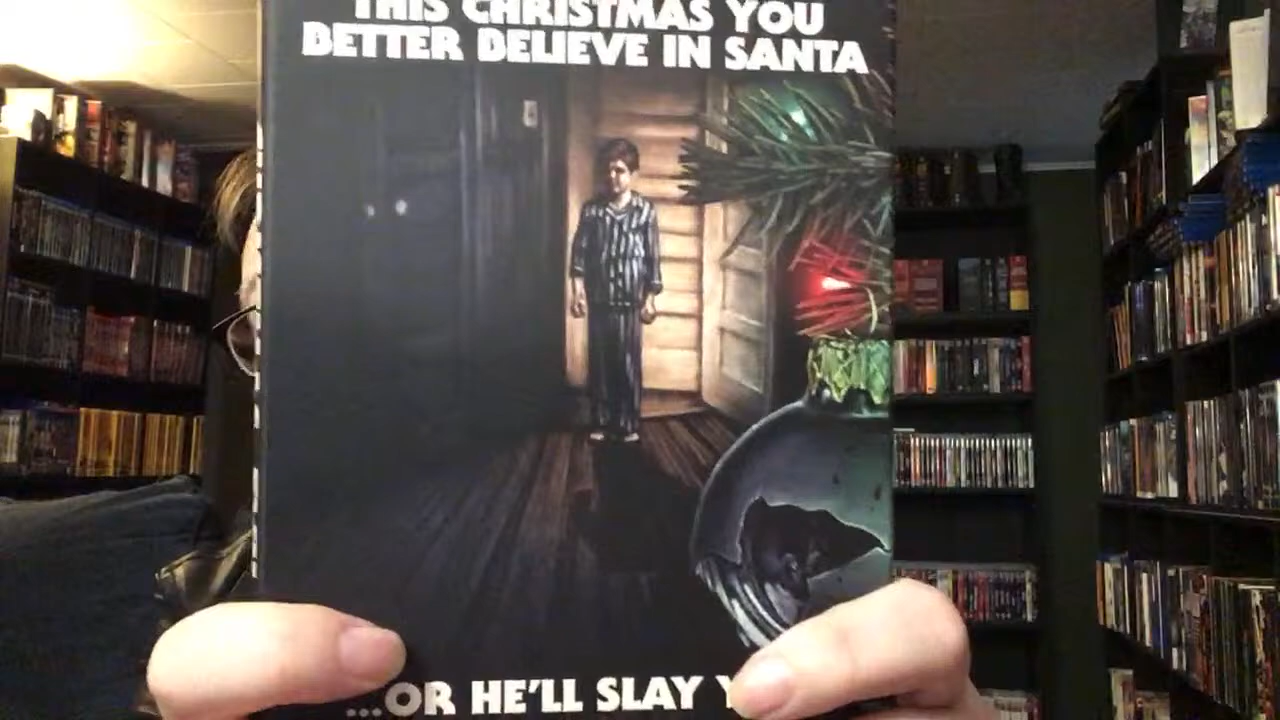 THIS CHRISTMAS YOU
BETTER BELIEVE IN SANTA
...OR HE'LL SLAY